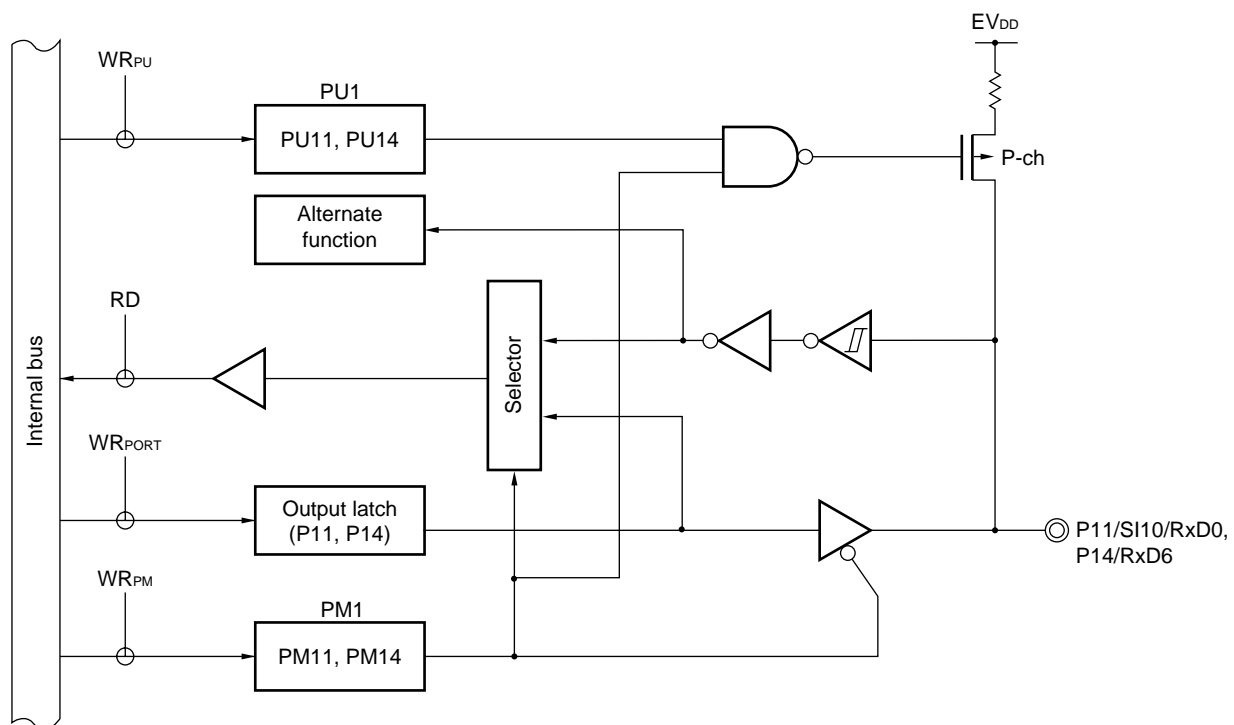 EVDD
WRPU
PU1
PU11, PU14
P-ch
Alternate
function
RD
Selector
Internal bus
WRPORT
Output latch
(P11, P14)
P11/SI10/RxD0,
P14/RxD6
WRPM
PM1
PM11, PM14